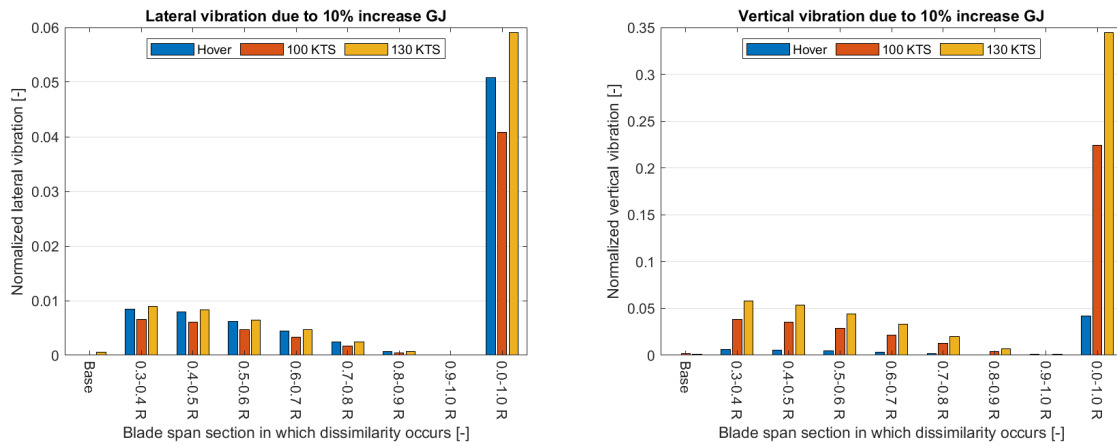 Lateral vibration due to 10% increase GJ
Hover 100 KTS 130 KTS
Normalized lateral vibration [-]
0.06
0.05
0.04
0.03
0.02
0.01
0
Base
0.3-0.4 R
0.4-0.5 R
0.5-0.6 R
0.6-0.7 R
0.7-0.8 R
0.8-0.9 R
0.9-1.0 R
0.0-1.0 R
Blade span section in which dissimilarity occurs [-]
Vertical vibration due to 10% increase GJ
Hover 100 KTS 130 KTS
Normalized vertical vibration [-]
0.35
0.3
0.25
0.2
0.15
0.1
0.05
0
Base
0.3-0.4 R
0.4-0.5 R
0.5-0.6 R
0.6-0.7 R
0.7-0.8 R
0.8-0.9 R
0.9-1.0 R
0.0-1.0 R
Blade span section in which dissimilarity occurs [-]